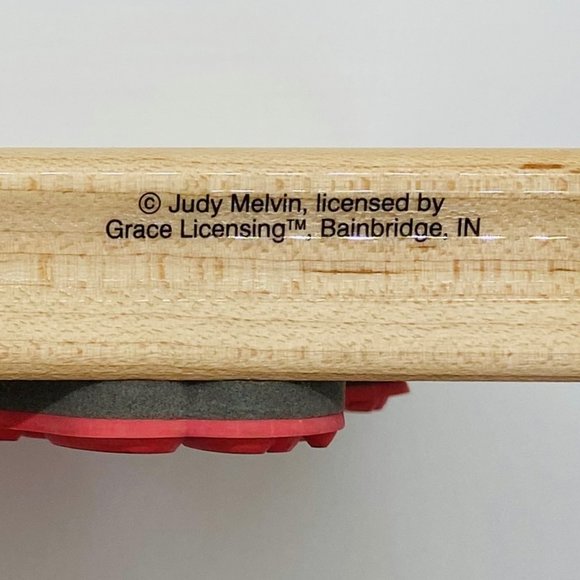 © Judy Melvin, licensed by
Grace Licensing™, Bainbridge, IN